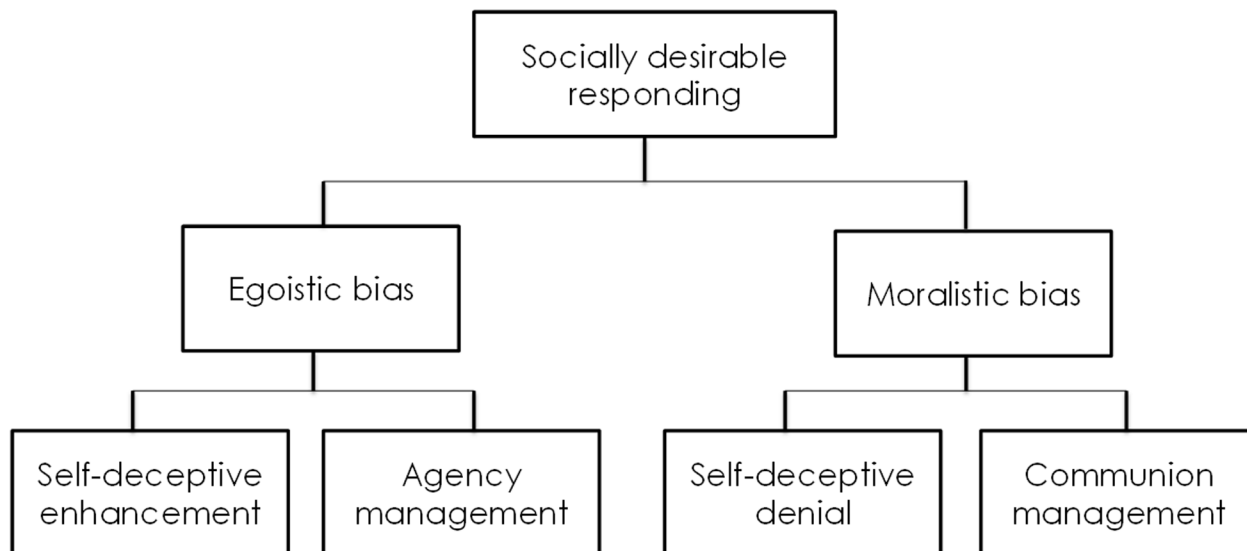 Socially desirable
responding
Egoistic bias
Moralistic bias
Self-deceptive
enhancement
Agency
management
Self-deceptive
denial
Communion
management